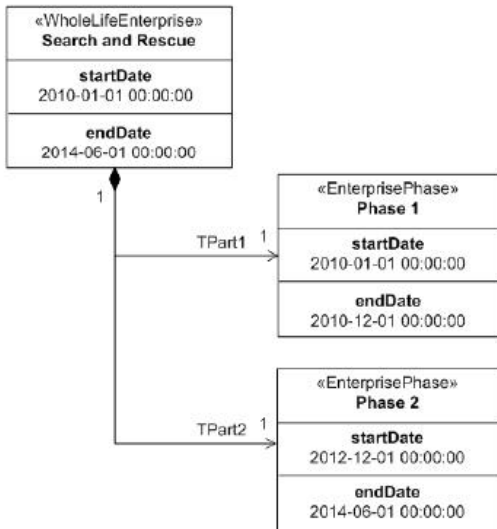 «WholeLifeEnterprise»
Search and Rescue
startDate
2010-01-01 00:00:00
endDate
2014-06-01 00:00:00
1
TPart1
1
«EnterprisePhase»
Phase 1
startDate
2010-01-01 00:00:00
endDate
2010-12-01 00:00:00
TPart2
1
«EnterprisePhase»
Phase 2
startDate
2012-12-01 00:00:00
endDate
2014-06-01 00:00:00